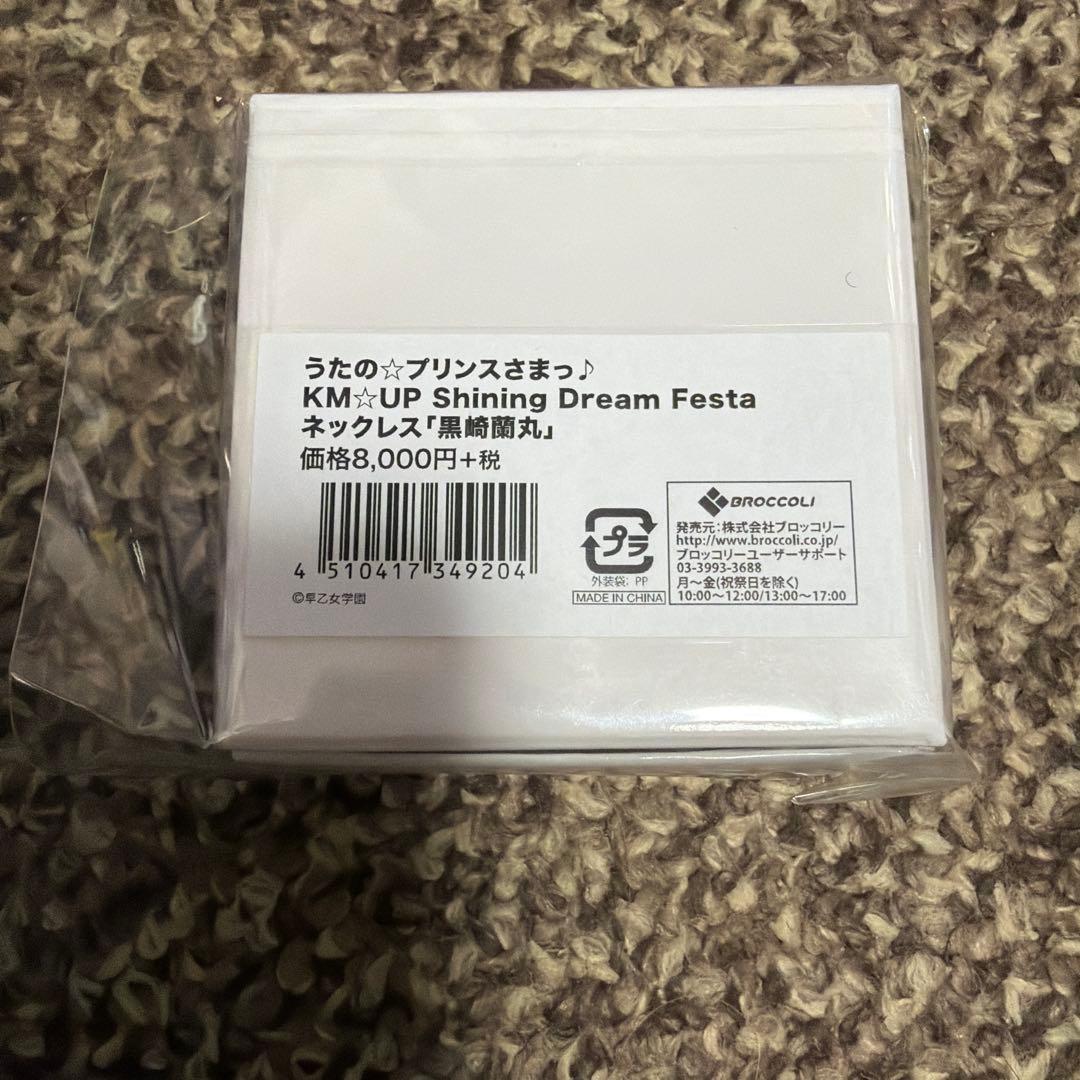 うたの☆プリンスさまっ♪
KM☆UP Shining Dream Festa
ネックレス「黒崎蘭丸」
価格8,000円+税
4 510417 349204
©早乙女学園
プラ
外装袋: PP
MADE IN CHINA
BROCCOLI
発売元：株式会社ブロッコリー
http://www.broccoli.co.jp/
ブロッコリーユーザーサポート
03-3993-3688
月～金(祝祭日を除く)
10:00～12:00/13:00～17:00